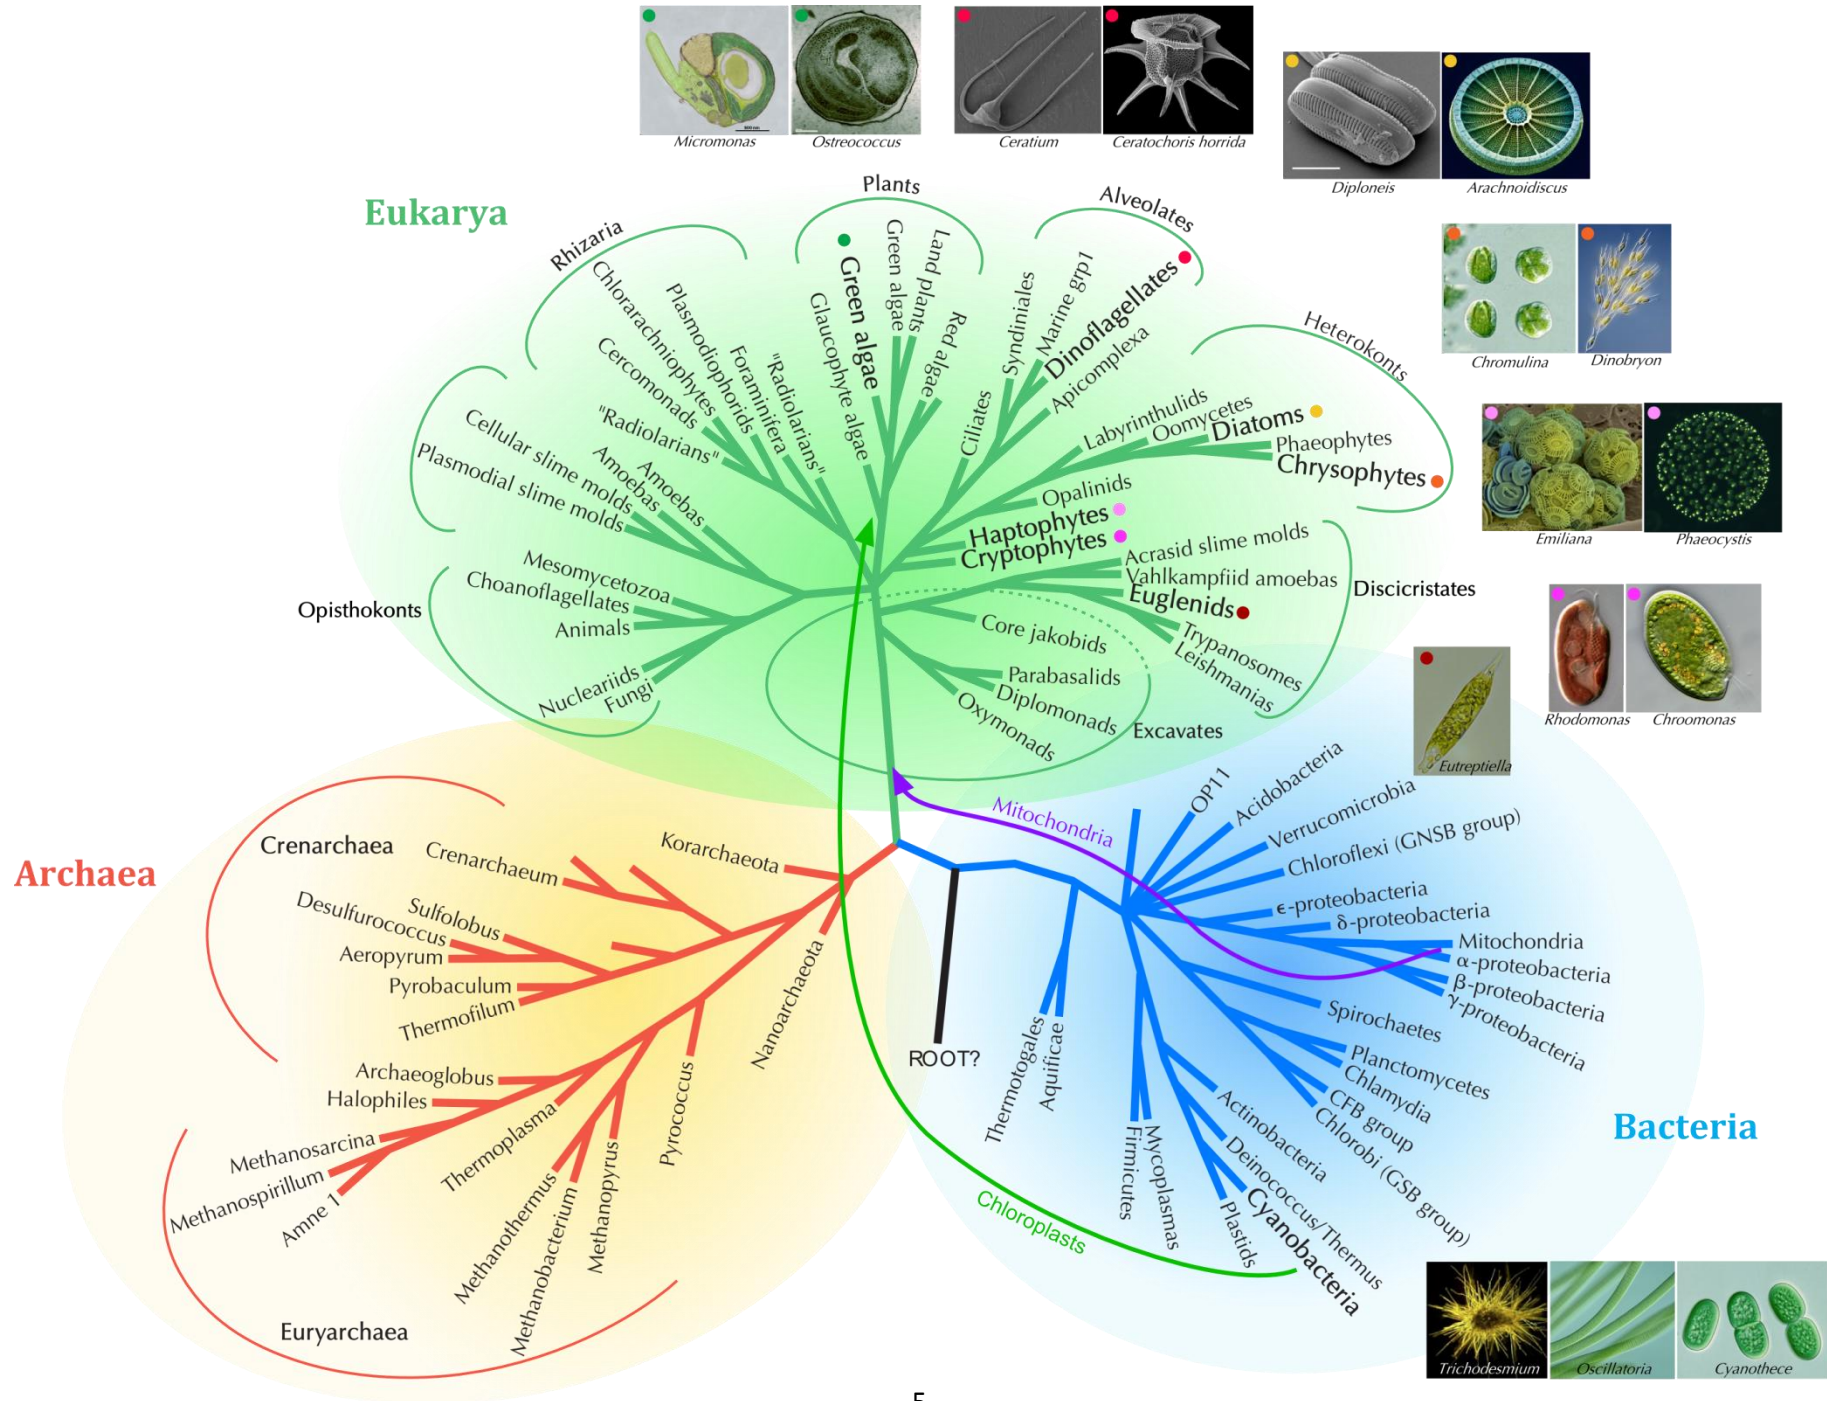 Micromonas
Ostreococcus
Ceratium
Ceratochoris horrida
Diploneis
Arachnoidiscus
Chromulina
Dinobryon
Emiliana
Phaeocystis
Rhodomonas
Chroomonas
Eutreptiella
Eukarya
Rhizaria
Plants
Alveolates
Heterokonts
Opisthokonts
Discicristates
Excavates
Plasmodial slime molds
Cellular slime molds
Amoebas
Amoebas
"Radiolarians"
Cercomonads
Chlorarachniophytes
Plasmodiophorids
Foraminifera
"Radiolarians"
Glaucophyte algae
Green algae
Green algae
Land plants
Red algae
Ciliates
Syndiniales
Marine grp1
Dinoflagellates
Apicomplexa
Labyrinthulids
Oomycetes
Diatoms
Phaeophytes
Chrysophytes
Opalinids
Haptophytes
Cryptophytes
Acrasid slime molds
Vahlkampfiid amoebas
Euglenids
Trypanosomes
Leishmanias
Core jakobids
Parabasalids
Diplomonads
Oxymonads
Mesomycetozoa
Choanoflagellates
Animals
Nucleariids
Fungi
Archaea
Crenarchaea
Crenarchaeum
Korarchaeota
Sulfolobus
Desulfurococcus
Aeropyrum
Pyrobaculum
Thermofilum
Nanoarchaeota
Archaeoglobus
Halophiles
Methanosarcina
Methanospirillum
Amne 1
Thermoplasma
Methanothermus
Methanobacterium
Methanopyrus
Pyrococcus
Euryarchaea
ROOT?
Mitochondria
Chloroplasts
Bacteria
OP11
Acidobacteria
Verrucomicrobia
Chloroflexi (GNSB group)
ϵ-proteobacteria
δ-proteobacteria
Mitochondria
α-proteobacteria
β-proteobacteria
γ-proteobacteria
Spirochaetes
Planctomycetes
Chlamydia
CFB group
Chlorobi (GSB group)
Actinobacteria
Deinococcus/Thermus
Cyanobacteria
Plastids
Mycoplasmas
Firmicutes
Aquificae
Thermotogales
Trichodesmium
Oscillatoria
Cyanothece